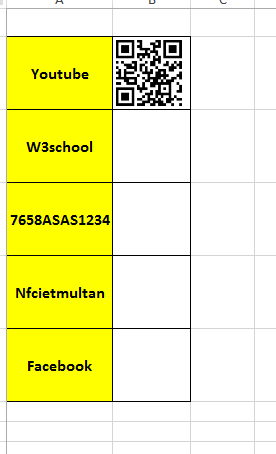 A B C
Youtube
W3school
7658ASAS1234
Nfcietmultan
Facebook